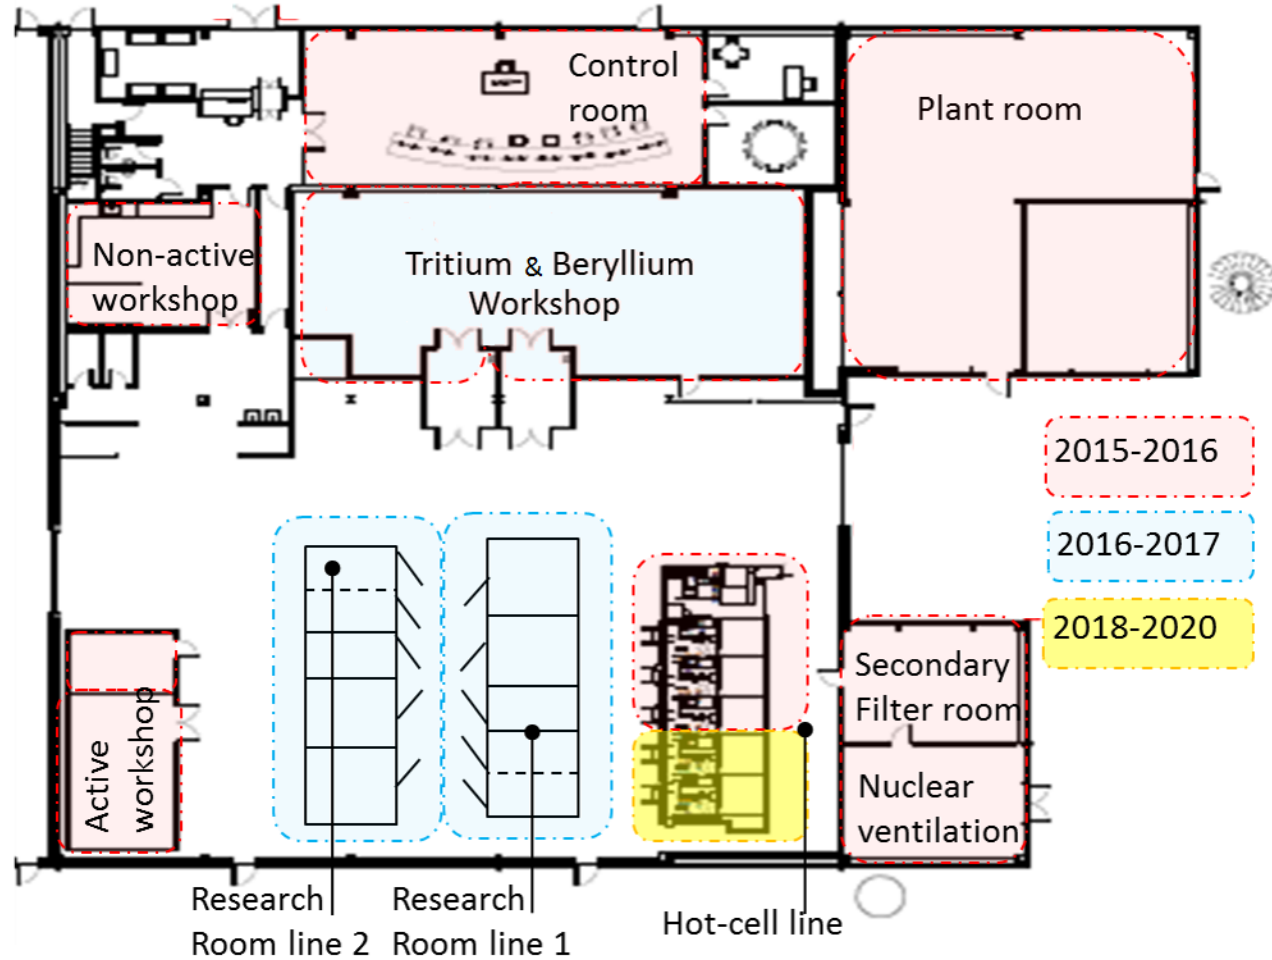 Control
room
Plant room
Non-active
workshop
Tritium & Beryllium
Workshop
2015-2016
2016-2017
2018-2020
Secondary
Filter room
Active
workshop
Nuclear
ventilation
Research
Room line 2
Research
Room line 1
Hot-cell line